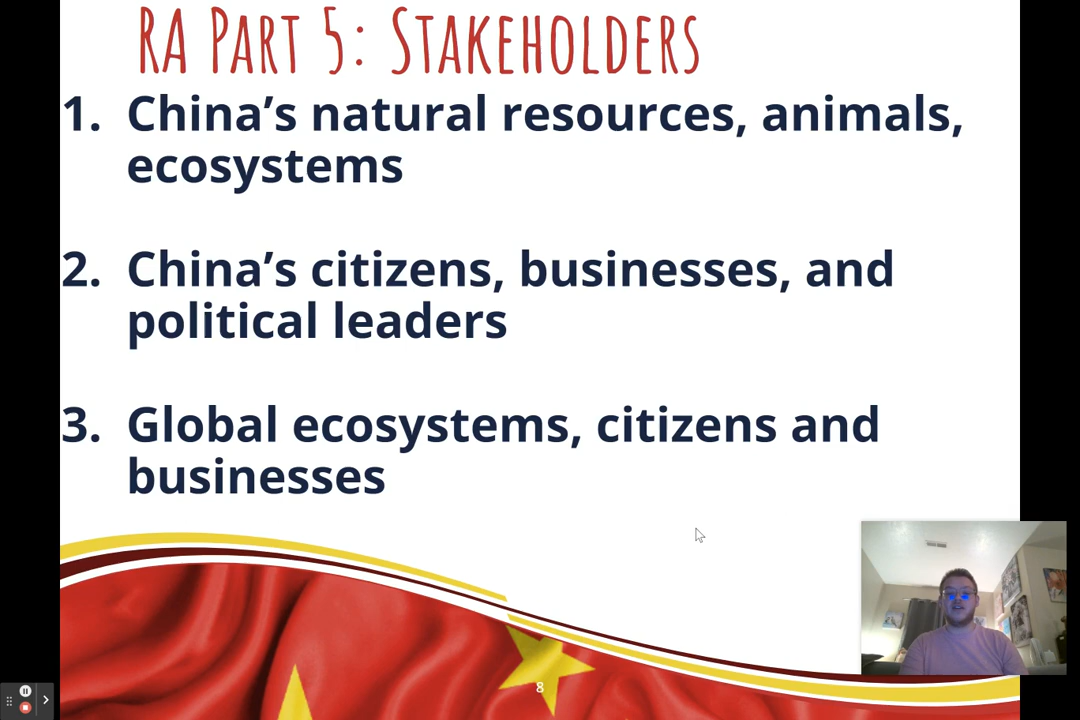 RA Part 5: Stakeholders
1. China’s natural resources, animals,
ecosystems
2. China’s citizens, businesses, and
political leaders
3. Global ecosystems, citizens and
businesses
8